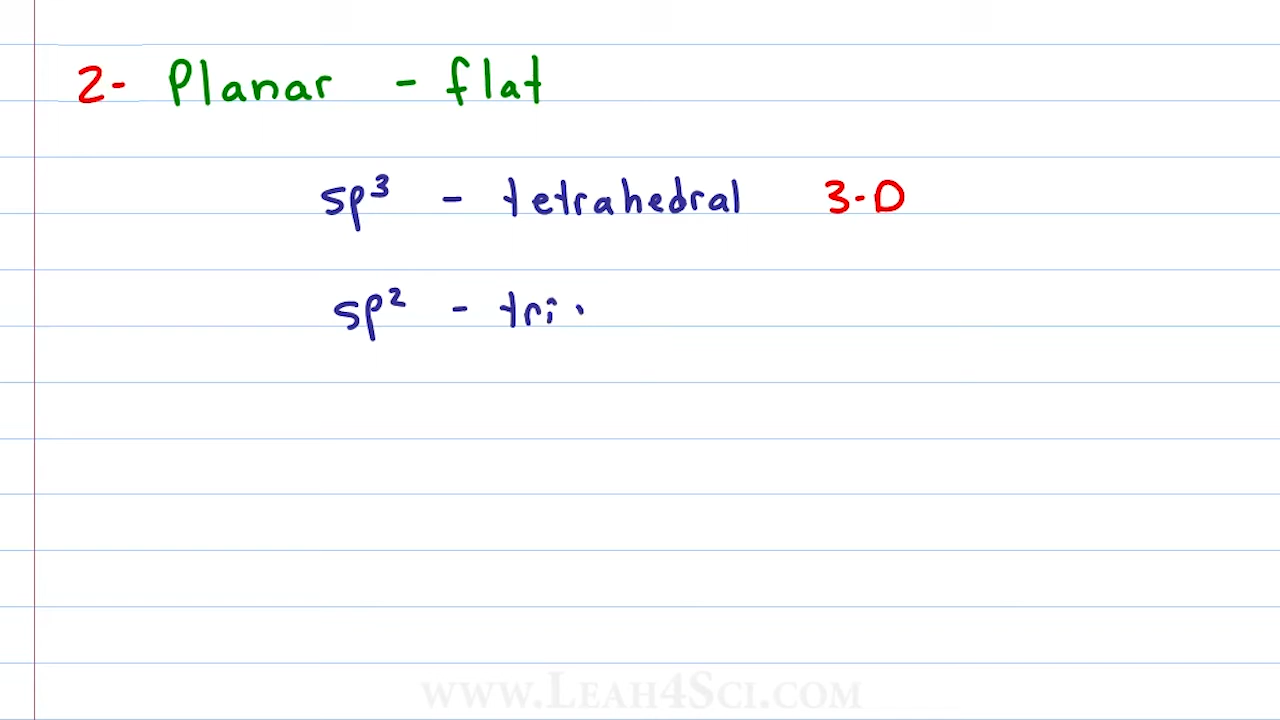 2- Planar - flat
sp³ - tetrahedral 3-D
sp² - tri
www.Leah4Sci.com